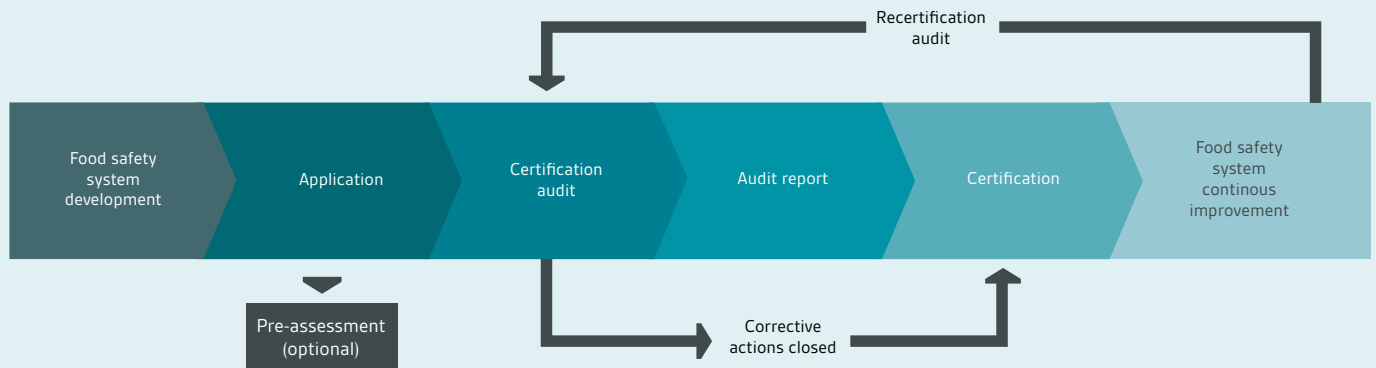 Recertification
audit
Food safety
system
development
Application
Certification
audit
Audit report
Certification
Food safety
system
continous
improvement
Pre-assessment
(optional)
Corrective
actions closed